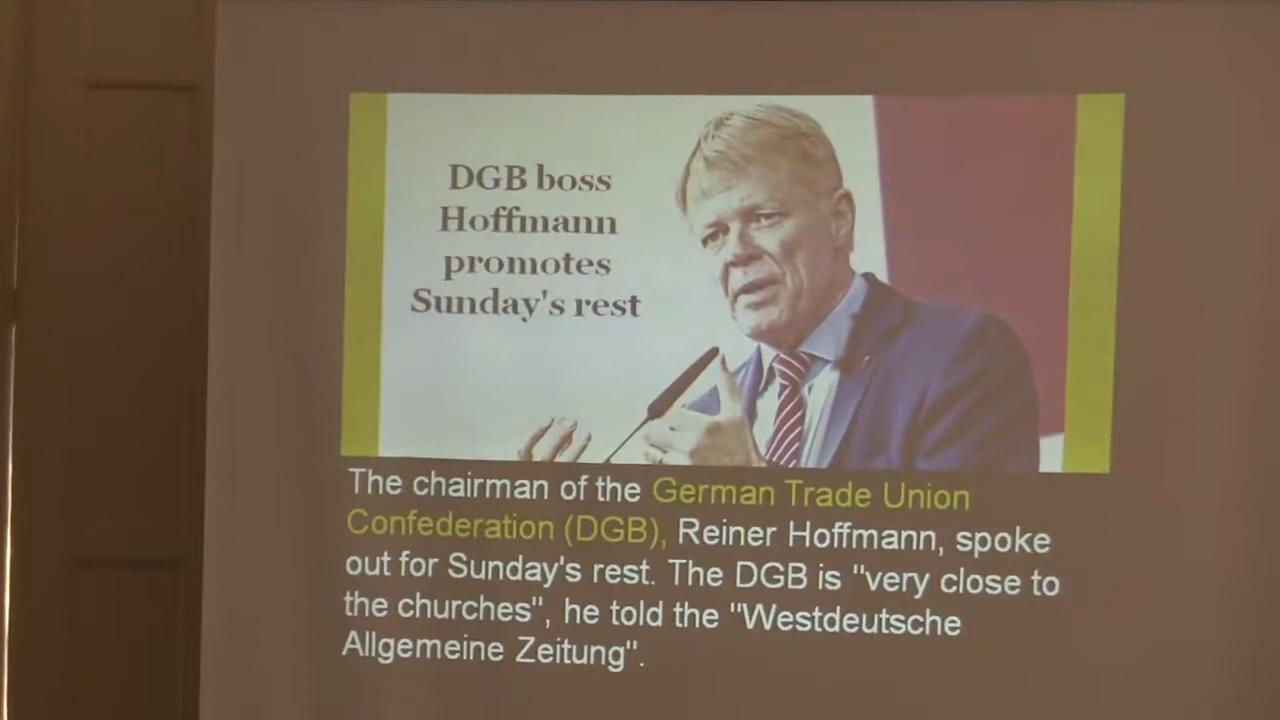 DGB boss
Hoffmann
promotes
Sunday's rest
The chairman of the German Trade Union
Confederation (DGB), Reiner Hoffmann, spoke
out for Sunday's rest. The DGB is "very close to
the churches", he told the "Westdeutsche
Allgemeine Zeitung".